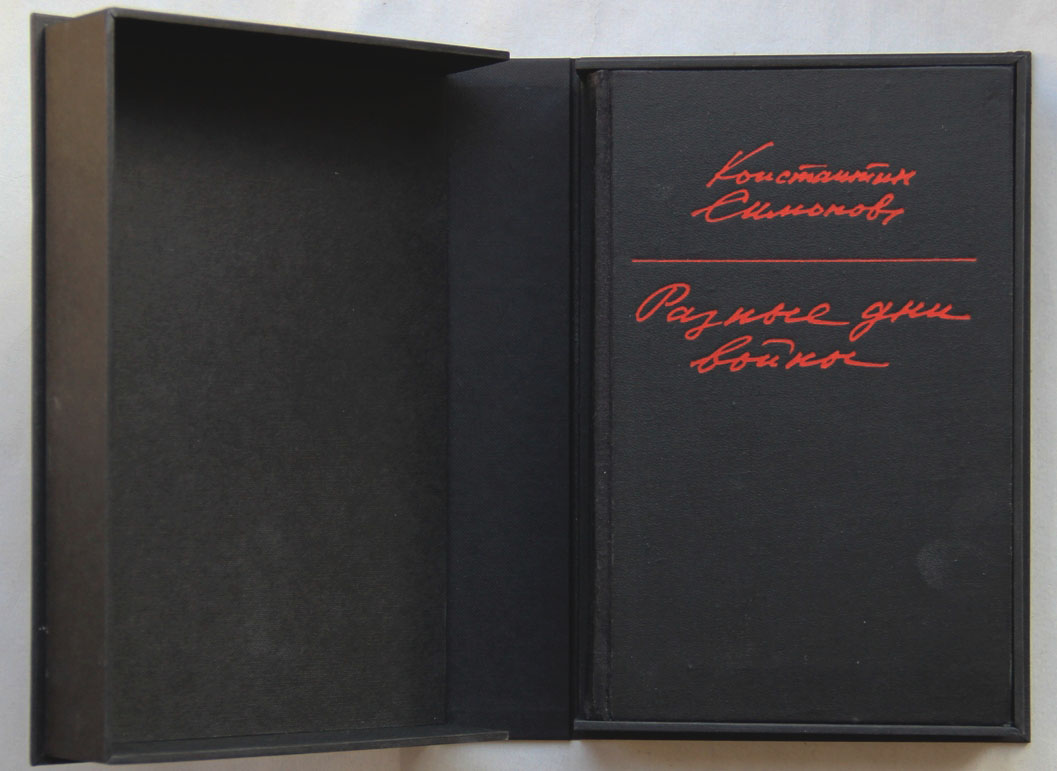 Константин
Симонов
Разные дни
войны